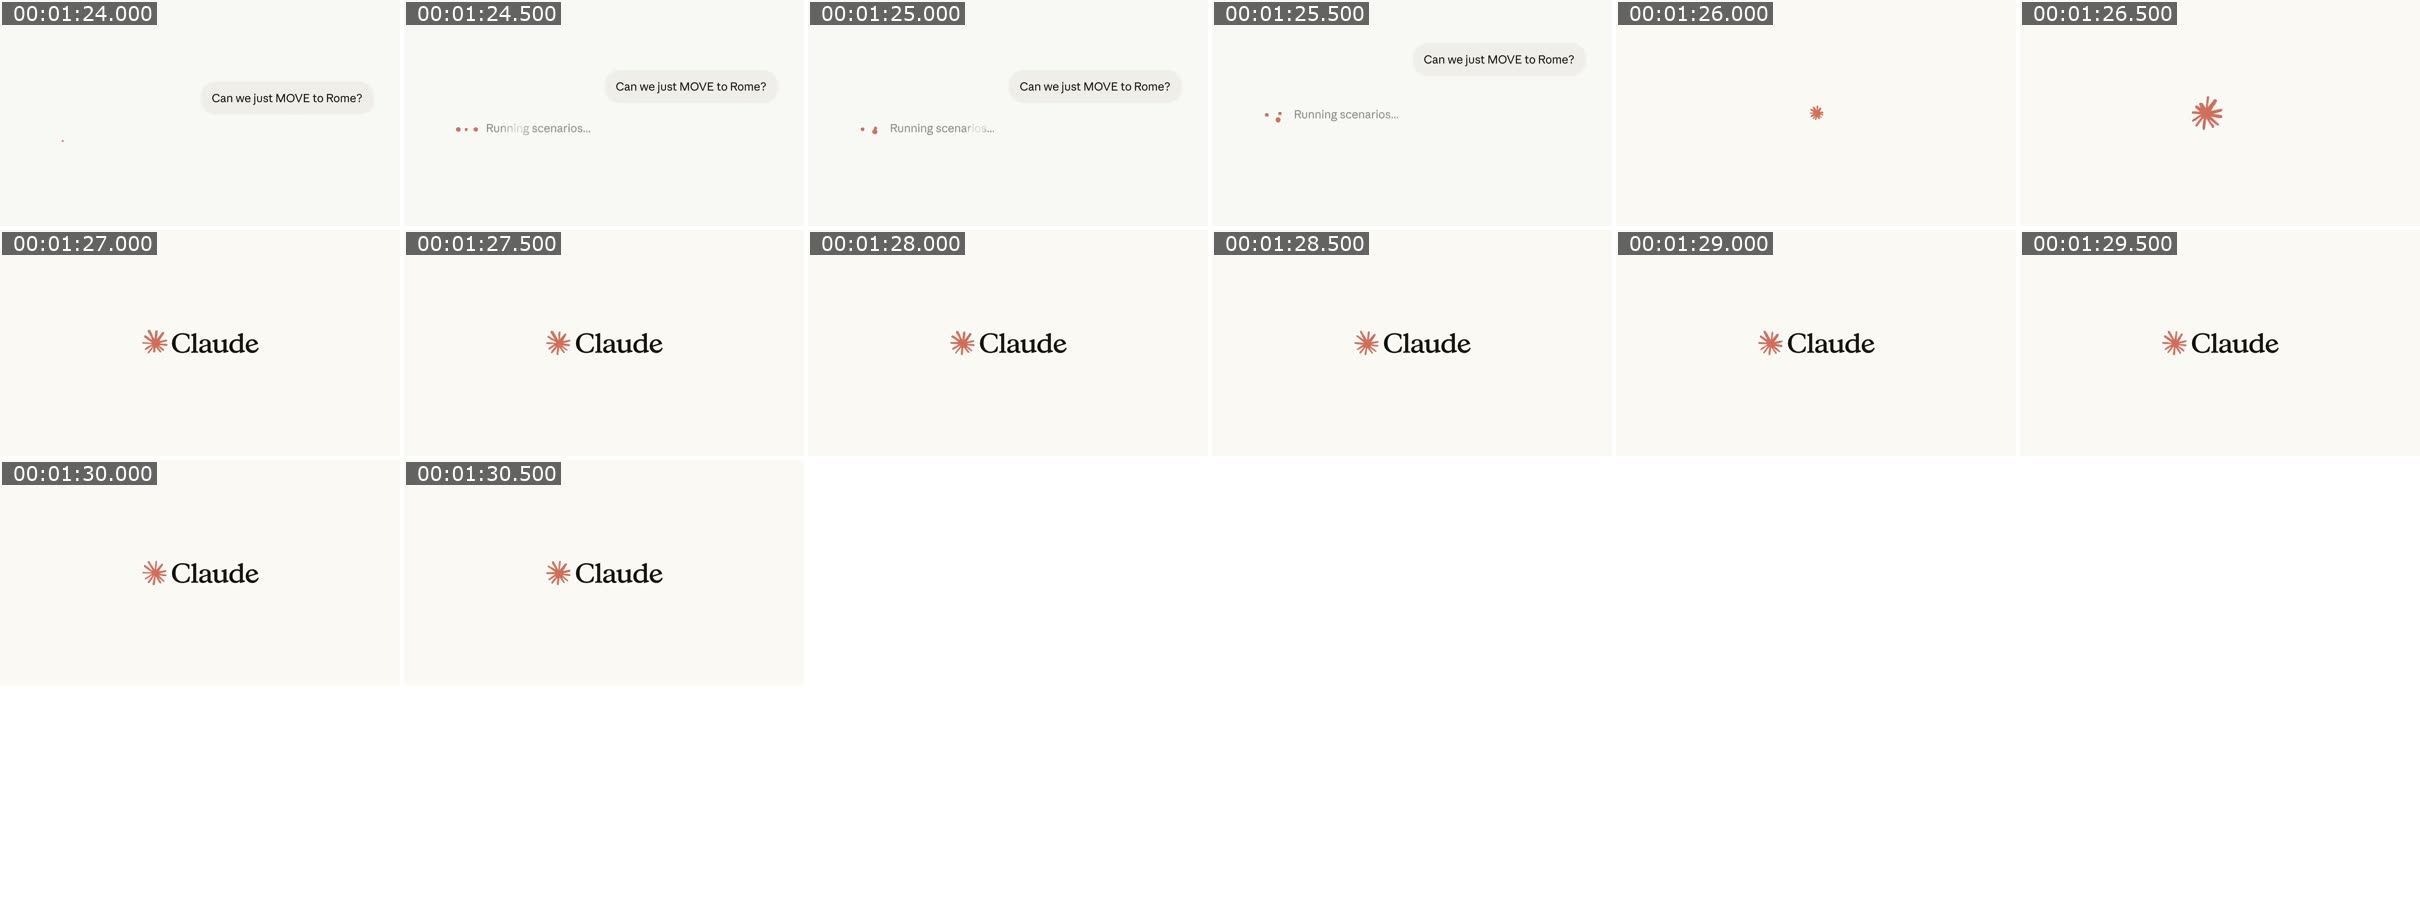 00:01:24.000
Can we just MOVE to Rome?
00:01:24.500
Can we just MOVE to Rome?
Running scenarios...
00:01:25.000
Can we just MOVE to Rome?
Running scenarios...
00:01:25.500
Can we just MOVE to Rome?
Running scenarios...
00:01:26.000
00:01:26.500
00:01:27.000
Claude
00:01:27.500
Claude
00:01:28.000
Claude
00:01:28.500
Claude
00:01:29.000
Claude
00:01:29.500
Claude
00:01:30.000
Claude
00:01:30.500
Claude